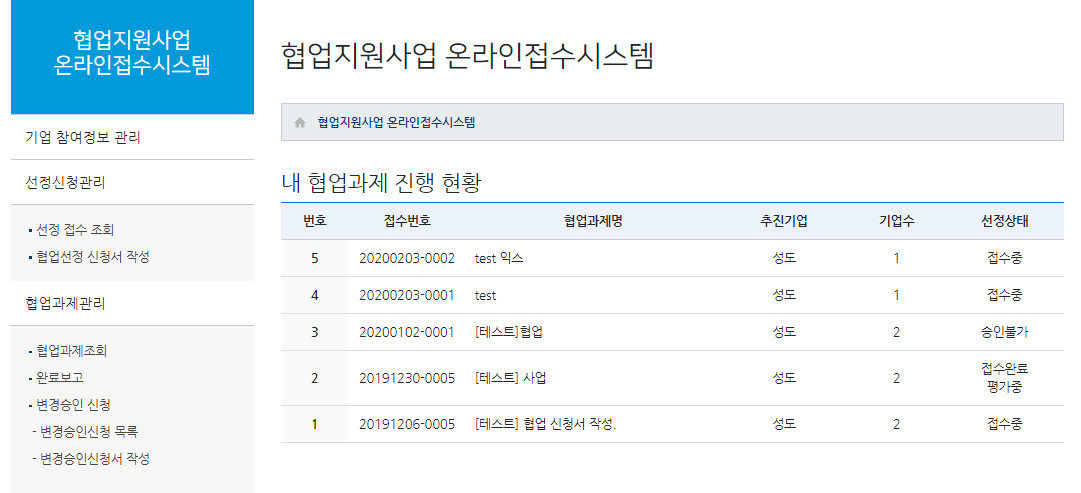 협업지원사업
온라인접수시스템
기업 참여정보 관리
선정신청관리
선정 접수 조회
협업선정 신청서 작성
협업과제관리
협업과제조회
완료보고
변경승인 신청
- 변경승인신청 목록
- 변경승인신청서 작성
협업지원사업 온라인접수시스템
협업지원사업 온라인접수시스템
내 협업과제 진행 현황
번호 접수번호 협업과제명 추진기업 기업수 선정상태
5 20200203-0002 test 익스 성도 1 접수중
4 20200203-0001 test 성도 1 접수중
3 20200102-0001 [테스트]협업 성도 2 승인불가
2 20191230-0005 [테스트] 사업 성도 2 접수완료
평가중
1 20191206-0005 [테스트] 협업 신청서 작성. 성도 2 접수중